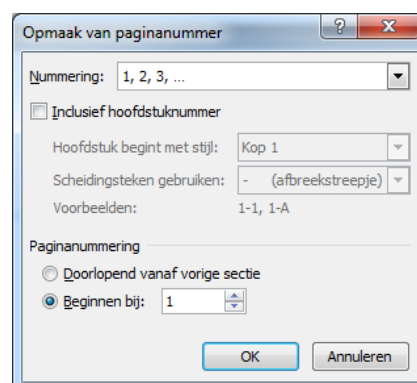 Opmaak van paginanummer
Nummering: 1, 2, 3, ...
Inclusief hoofdstuknummer
Hoofdstuk begint met stijl: Kop 1
Scheidingsteken gebruiken: - (afbreekstreepje)
Voorbeelden: 1-1, 1-A
Paginanummering
Doorlopend vanaf vorige sectie
Beginnen bij: 1
OK Annuleren